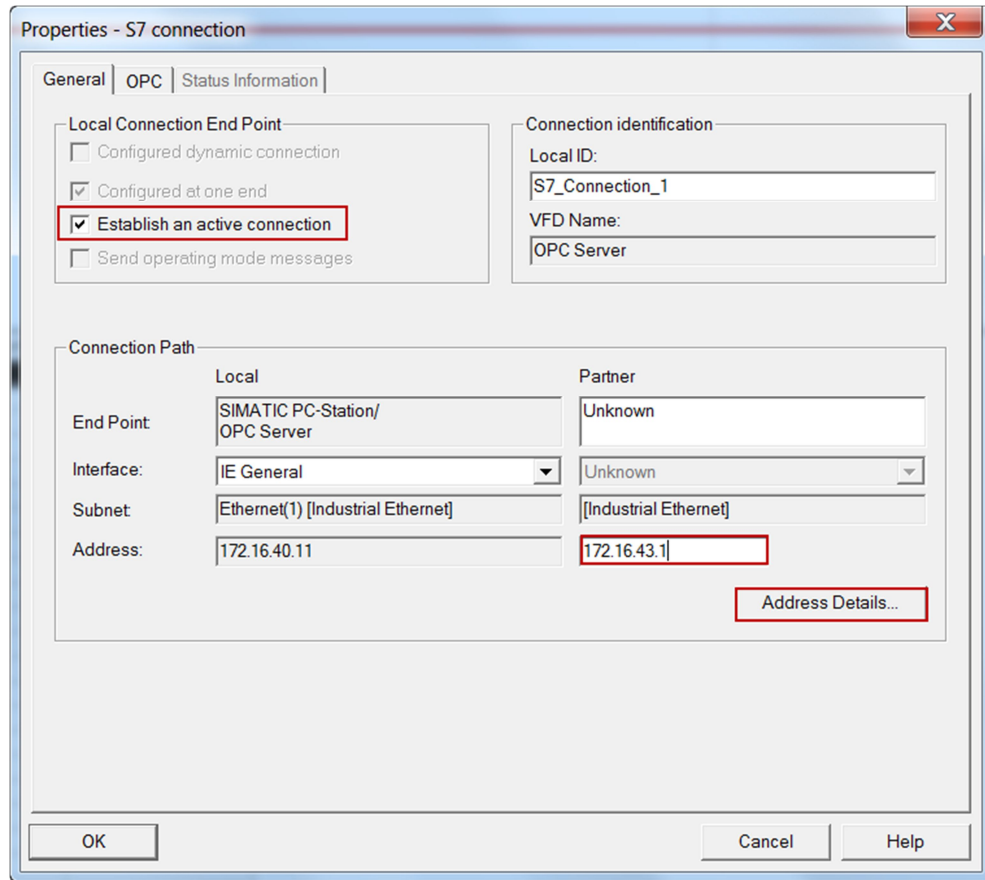 Properties - S7 connection
General
OPC
Status Information
Local Connection End Point
Configured dynamic connection
Configured at one end
Establish an active connection
Send operating mode messages
Connection identification
Local ID:
S7_Connection_1
VFD Name:
OPC Server
Connection Path
Local
Partner
End Point:
SIMATIC PC-Station/
OPC Server
Unknown
Interface:
IE General
Unknown
Subnet:
Ethernet(1) [Industrial Ethernet]
[Industrial Ethernet]
Address:
172.16.40.11
172.16.43.1
Address Details...
OK
Cancel
Help